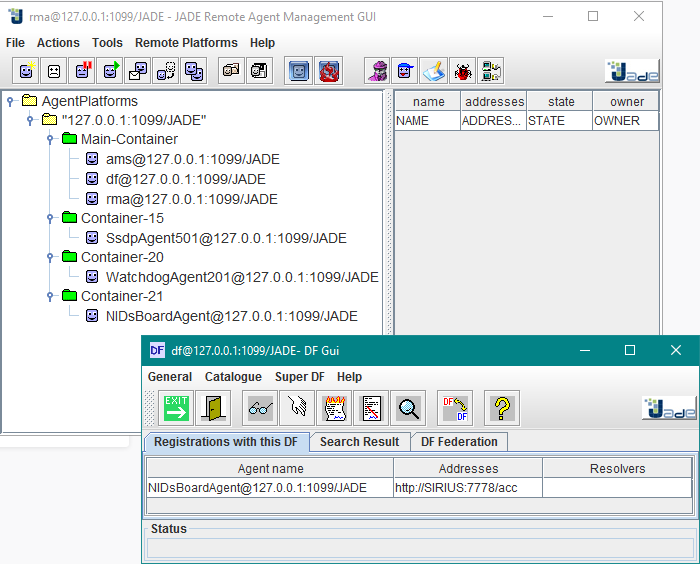 rma@127.0.0.1:1099/JADE - JADE Remote Agent Management GUI
File Actions Tools Remote Platforms Help
Jade
AgentPlatforms
"127.0.0.1:1099/JADE"
Main-Container
ams@127.0.0.1:1099/JADE
df@127.0.0.1:1099/JADE
rma@127.0.0.1:1099/JADE
Container-15
SsdpAgent501@127.0.0.1:1099/JADE
Container-20
WatchdogAgent201@127.0.0.1:1099/JADE
Container-21
NIDsBoardAgent@127.0.0.1:1099/JADE
name addresses state owner
NAME ADDRES... STATE OWNER
DF df@127.0.0.1:1099/JADE- DF Gui
General Catalogue Super DF Help
EXIT DF DF ? Jade
Registrations with this DF Search Result DF Federation
Agent name Addresses Resolvers
NIDsBoardAgent@127.0.0.1:1099/JADE http://SIRIUS:7778/acc
Status